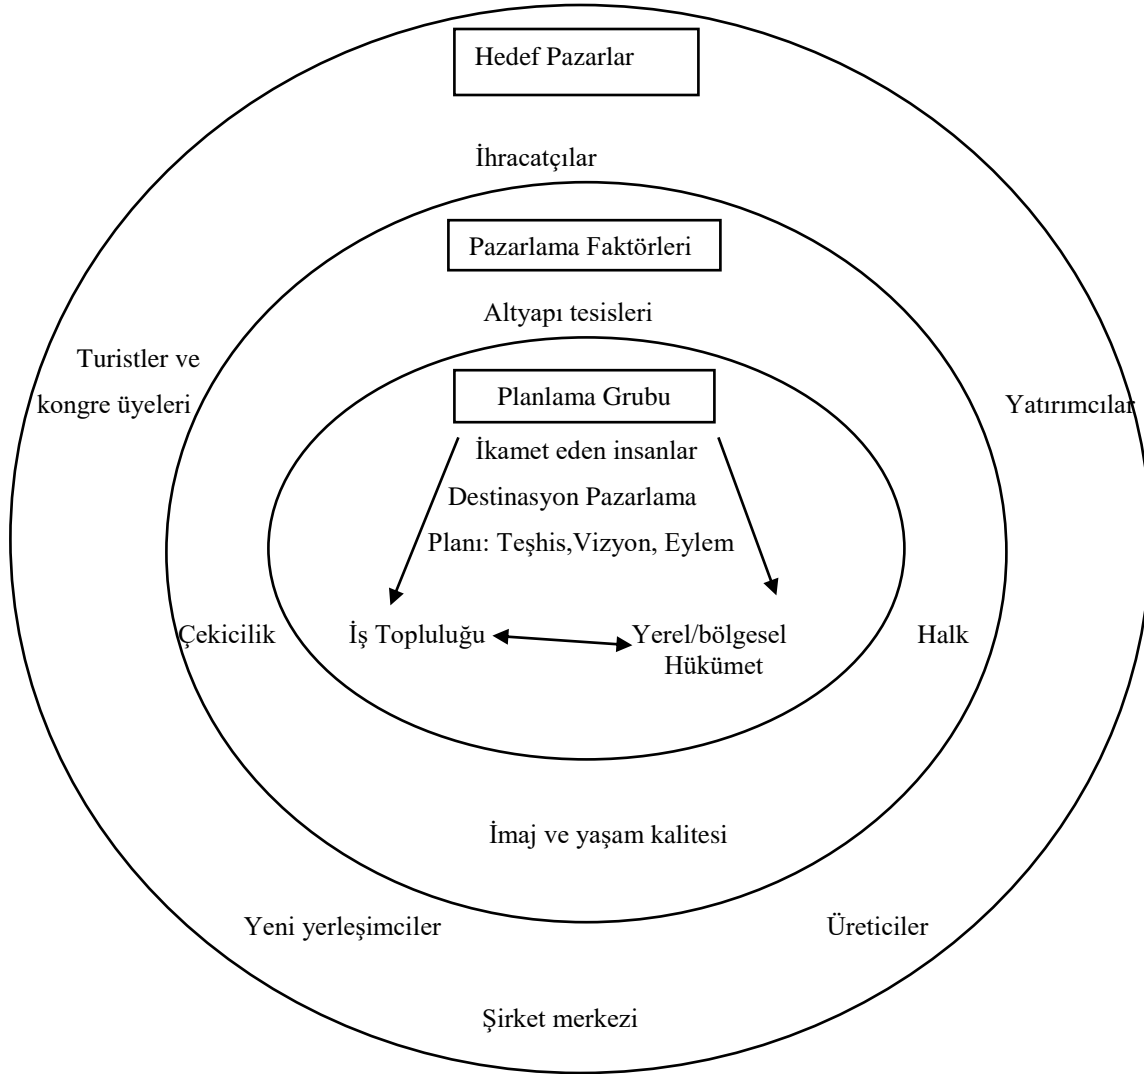 Hedef Pazarlar
İhracatçılar
Pazarlama Faktörleri
Altyapı tesisleri
Turistler ve
kongre üyeleri
Planlama Grubu
Yatırımcılar
İkamet eden insanlar
Destinasyon Pazarlama
Planı: Teşhis,Vizyon, Eylem
Çekicilik
İş Topluluğu
Yerel/bölgesel
Hükümet
Halk
İmaj ve yaşam kalitesi
Yeni yerleşimciler
Üreticiler
Şirket merkezi